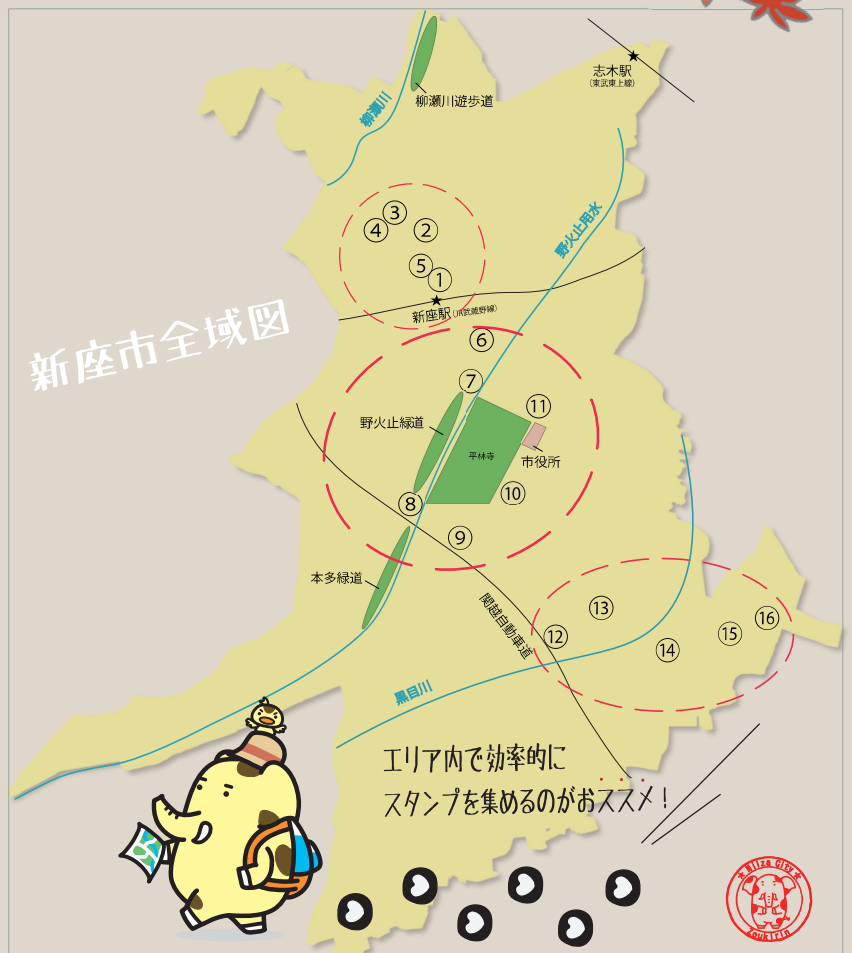 志木駅
(東武東上線)
柳瀬川遊歩道
柳瀬川
野火止用水
③
④
②
⑤
①
新座駅(JR武蔵野線)
新座市全域図
⑥
⑦
⑪
野火止緑道
平林寺
市役所
⑩
⑧
⑨
本多緑道
関越自動車道
⑬
⑫
⑯
⑮
⑭
黒目川
エリア内で効率的に
スタンプを集めるのがおススメ！
Niiza City
Zoukirin